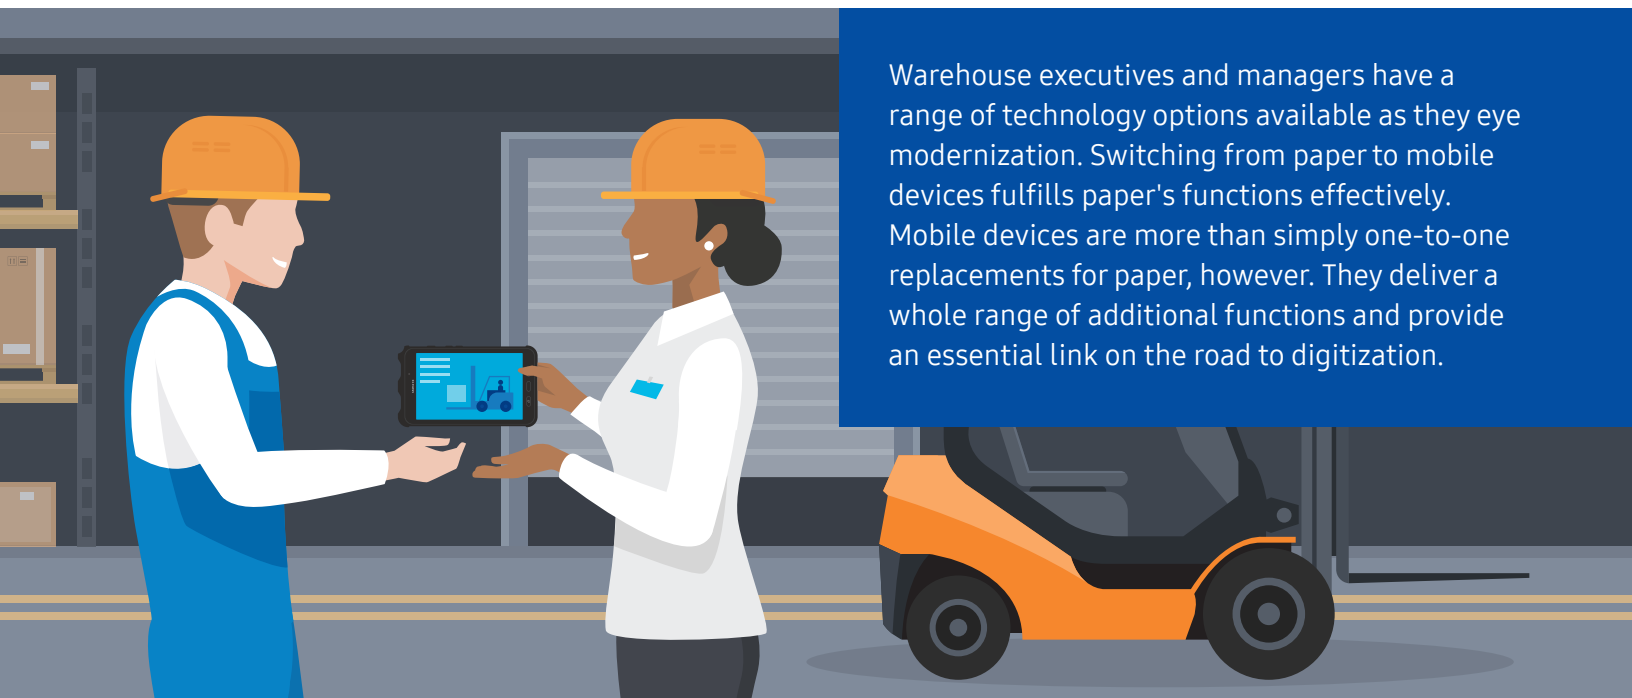 Warehouse executives and managers have a
range of technology options available as they eye
modernization. Switching from paper to mobile
devices fulfills paper's functions effectively.
Mobile devices are more than simply one-to-one
replacements for paper, however. They deliver a
whole range of additional functions and provide
an essential link on the road to digitization.